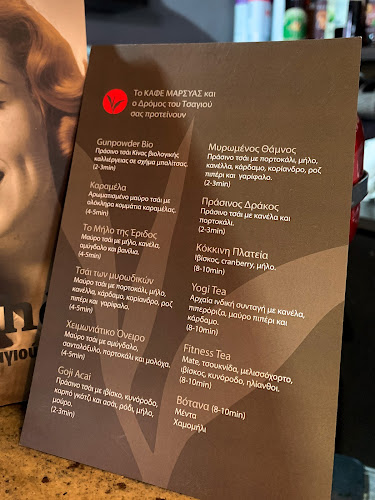 Το ΚΑΦΕ ΜΑΡΣΥΑΣ και
ο Δρόμος του Τσαγιού
σας προτείνουν
Gunpowder Bio
Πράσινο τσάι Κίνας βιολογικής
καλλιέργειας σε σχήμα μπαλίτσας.
(2-3min)
Καραμέλα
Αρωματισμένο μαύρο τσάι με
ολόκληρα κομμάτια καραμέλας.
(4-5min)
Το Μήλο της Έριδος
Μαύρο τσάι με μήλο, κανέλα,
αμύγδαλο και βανίλια.
(4-5min)
Τσάι των μυρωδικών
Μαύρο τσάι με πορτοκάλι, μήλο,
κανέλλα, κάρδαμο, κορίανδρο, ροζ
πιπέρι και γαρίφαλο.
(4-5min)
Χειμωνιάτικο Όνειρο
Μαύρο τσάι με αμύγδαλο,
σανταλόξυλο, πορτοκάλι και μολόχα.
(4-5min)
Goji Acai
Πράσινο τσάι με ιβίσκο, κυνόροδο,
καρπό γκότζι και ασάι, ρόδι, μήλο,
μούρο.
(2-3min)
Μυρωμένος Θάμνος
Πράσινο τσάι με πορτοκάλι, μήλο,
κανέλλα, κάρδαμο, κορίανδρο, ροζ
πιπέρι και γαρίφαλο.
(2-3min)
Πράσινος Δράκος
Πράσινο τσάι με κανέλα και
πορτοκάλι.
(2-3min)
Κόκκινη Πλατεία
Ιβίσκος, cranberry, μήλο.
(8-10min)
Yogi Tea
Αρχαία ινδική συνταγή με κανέλα,
πιπερόριζα, μαύρο πιπέρι και
κάρδαμο.
(8-10min)
Fitness Tea
Mate, τσουκνίδα, μελισσόχορτο,
ιβίσκος, κυνόροδο, ηλίανθοι.
(8-10min)
Βότανα (8-10min)
Μέντα
Χαμομήλι